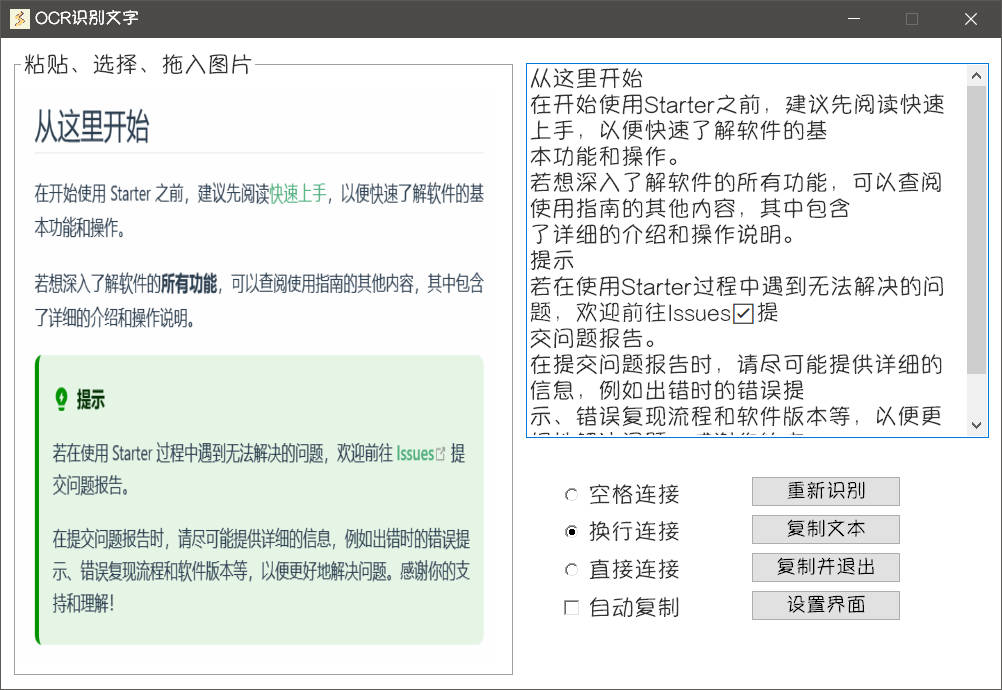 OCR识别文字
粘贴、选择、拖入图片
从这里开始
在开始使用 Starter 之前，建议先阅读快速上手，以便快速了解软件的基
本功能和操作。
若想深入了解软件的所有功能，可以查阅使用指南的其他内容，其中包含
了详细的介绍和操作说明。
提示
若在使用 Starter 过程中遇到无法解决的问题，欢迎前往 Issues 提
交问题报告。
在提交问题报告时，请尽可能提供详细的信息，例如出错时的错误提
示、错误复现流程和软件版本等，以便更好地解决问题。感谢你的支
持和理解！
从这里开始
在开始使用Starter之前，建议先阅读快速
上手，以便快速了解软件的基
本功能和操作。
若想深入了解软件的所有功能，可以查阅
使用指南的其他内容，其中包含
了详细的介绍和操作说明。
提示
若在使用Starter过程中遇到无法解决的问
题，欢迎前往Issues☑提
交问题报告。
在提交问题报告时，请尽可能提供详细的
信息，例如出错时的错误提
示、错误复现流程和软件版本等，以便更
空格连接
换行连接
直接连接
自动复制
重新识别
复制文本
复制并退出
设置界面